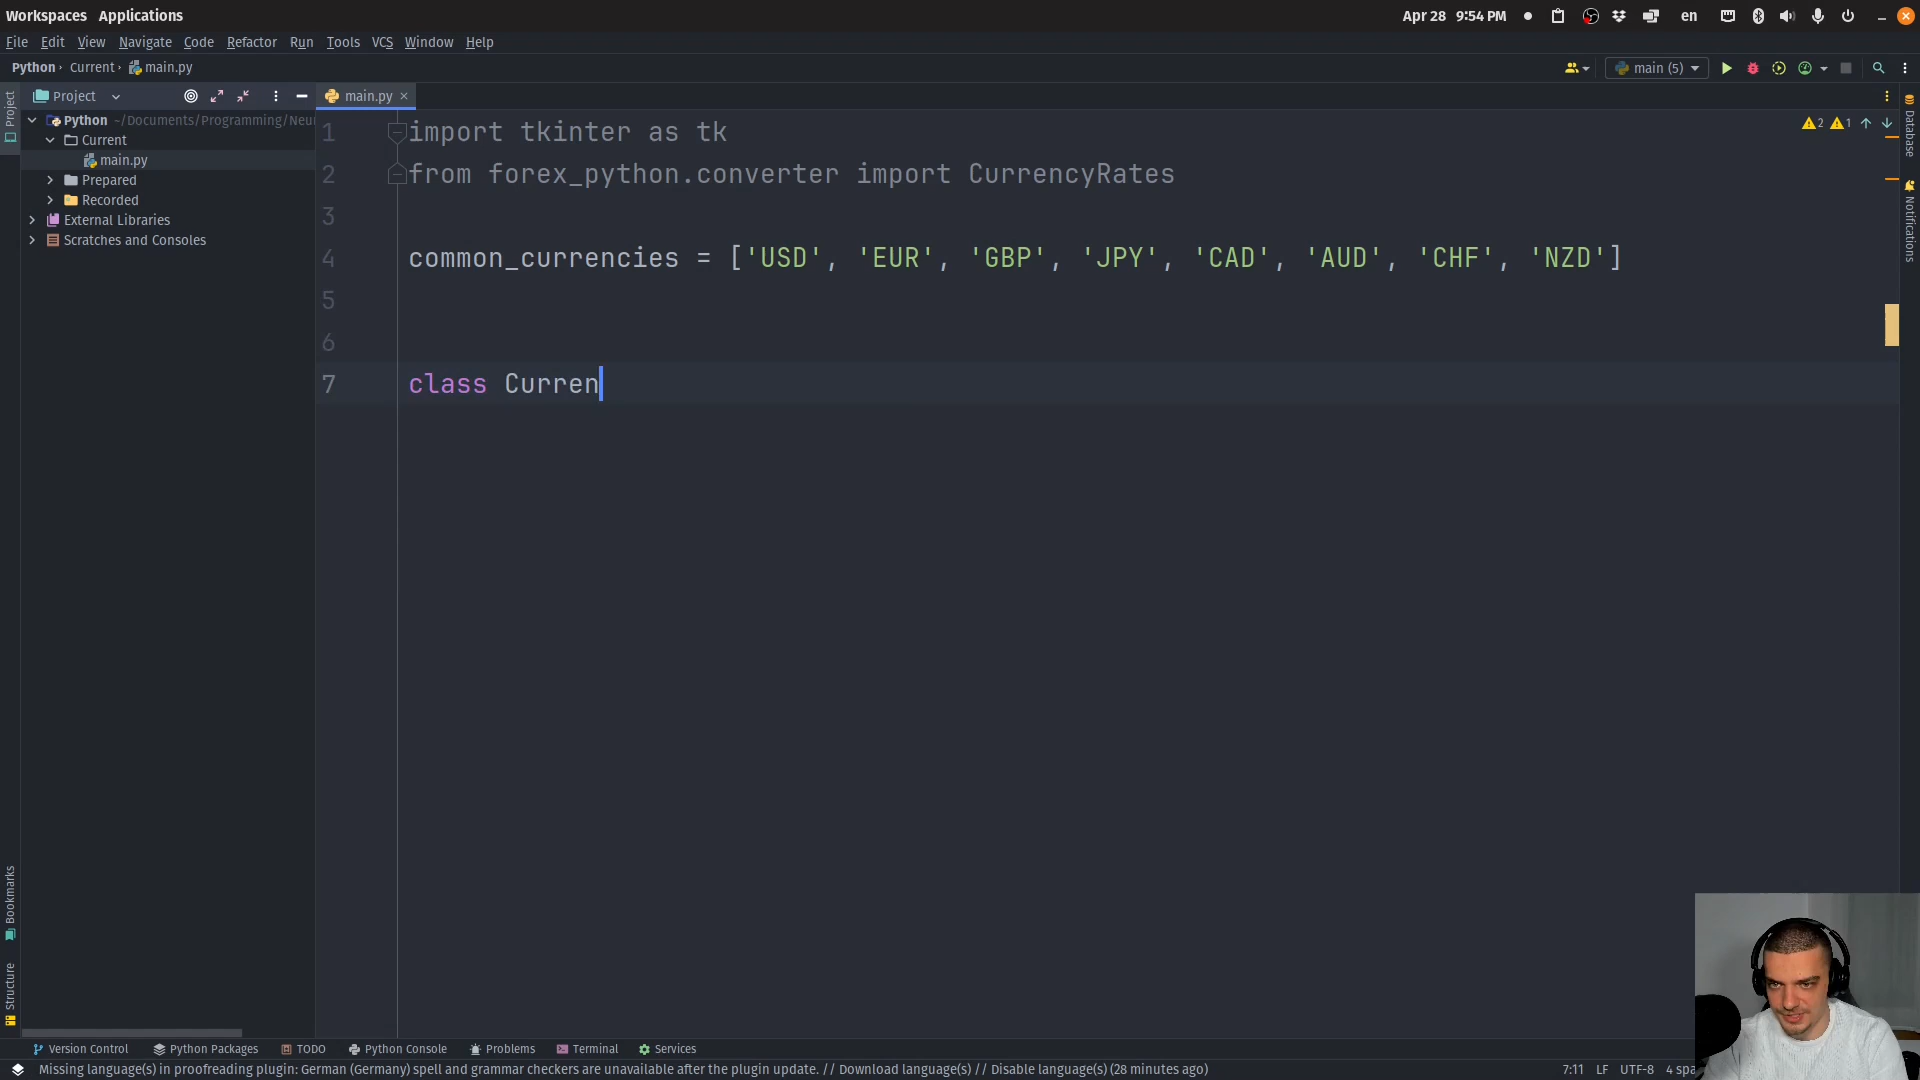 Workspaces Applications
Apr 28 9:54 PM en
File Edit View Navigate Code Refactor Run Tools VCS Window Help
Python Current main.py
main (5)
Project
main.py
Python ~/Documents/Programming/Neu
Current
main.py
Prepared
Recorded
External Libraries
Scratches and Consoles
Project
Bookmarks
Structure
1 import tkinter as tk
2 from forex_python.converter import CurrencyRates
3
4 common_currencies = ['USD', 'EUR', 'GBP', 'JPY', 'CAD', 'AUD', 'CHF', 'NZD']
5
6
7 class Curren
2 1
Database
Notifications
Version Control Python Packages TODO Python Console Problems Terminal Services
Missing language(s) in proofreading plugin: German (Germany) spell and grammar checkers are unavailable after the plugin update. // Download language(s) // Disable language(s) (28 minutes ago)
7:11 LF UTF-8 4 spa